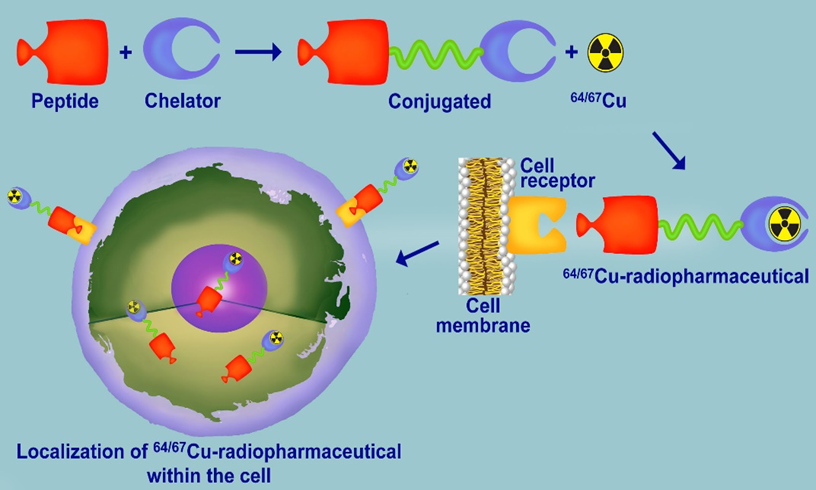 Peptide
Chelator
Conjugated
64/67Cu
Cell
receptor
64/67Cu-radiopharmaceutical
Cell
membrane
Localization of 64/67Cu-radiopharmaceutical
within the cell